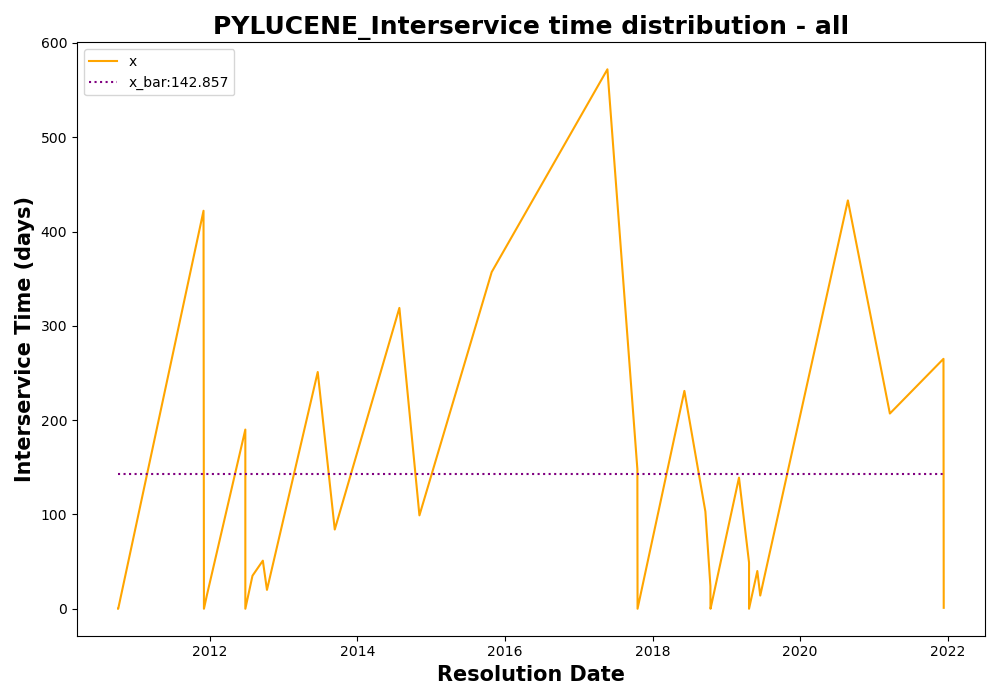 PYLUCENE_Interservice time distribution - all
x
x_bar:142.857
Interservice Time (days)
600
500
400
300
200
100
0
2012
2014
2016
2018
2020
2022
Resolution Date